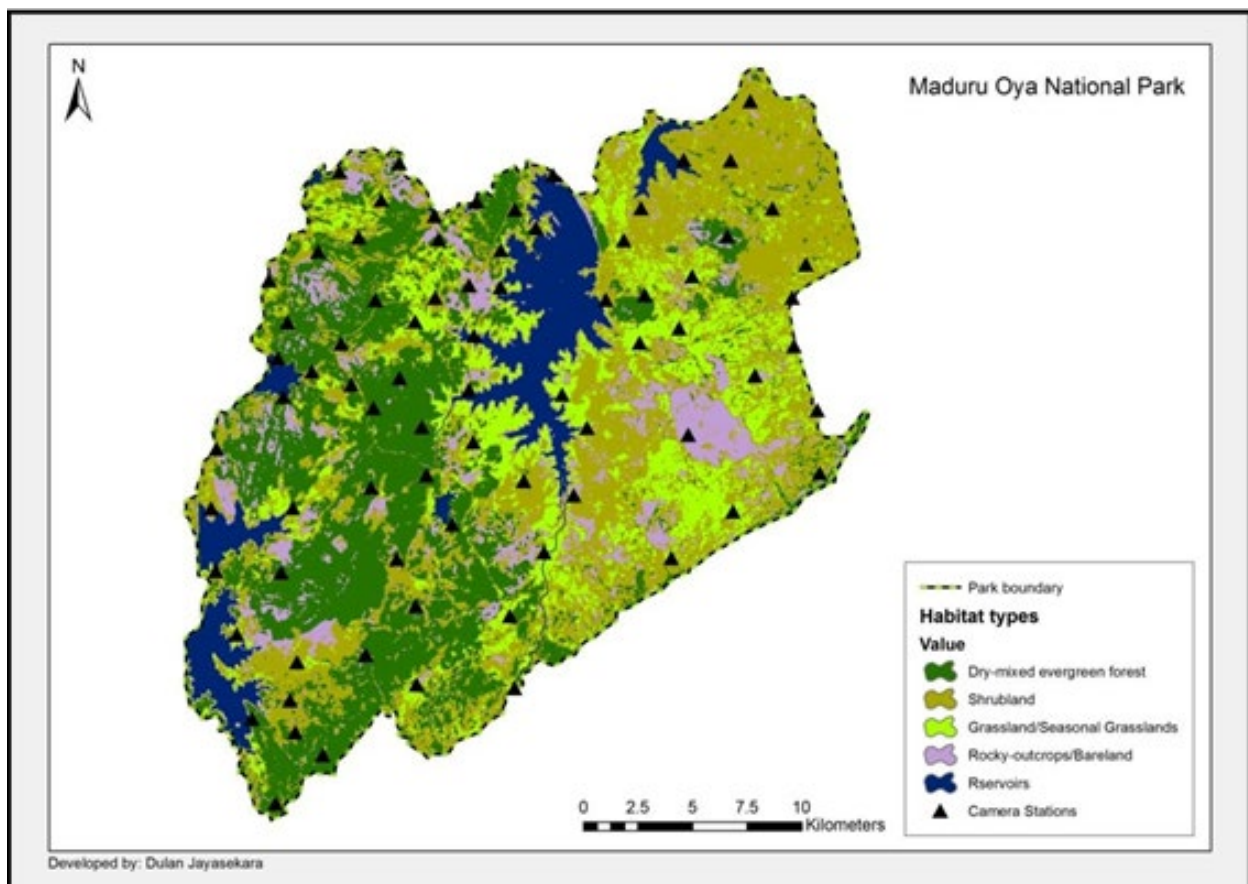 N
Maduru Oya National Park
Park boundary
Habitat types
Value
Dry-mixed evergreen forest
Shrubland
Grassland/Seasonal Grasslands
Rocky-outcrops/Bareland
Rservoirs
Camera Stations
0 2.5 5 7.5 10
Kilometers
Developed by: Dulan Jayasekara